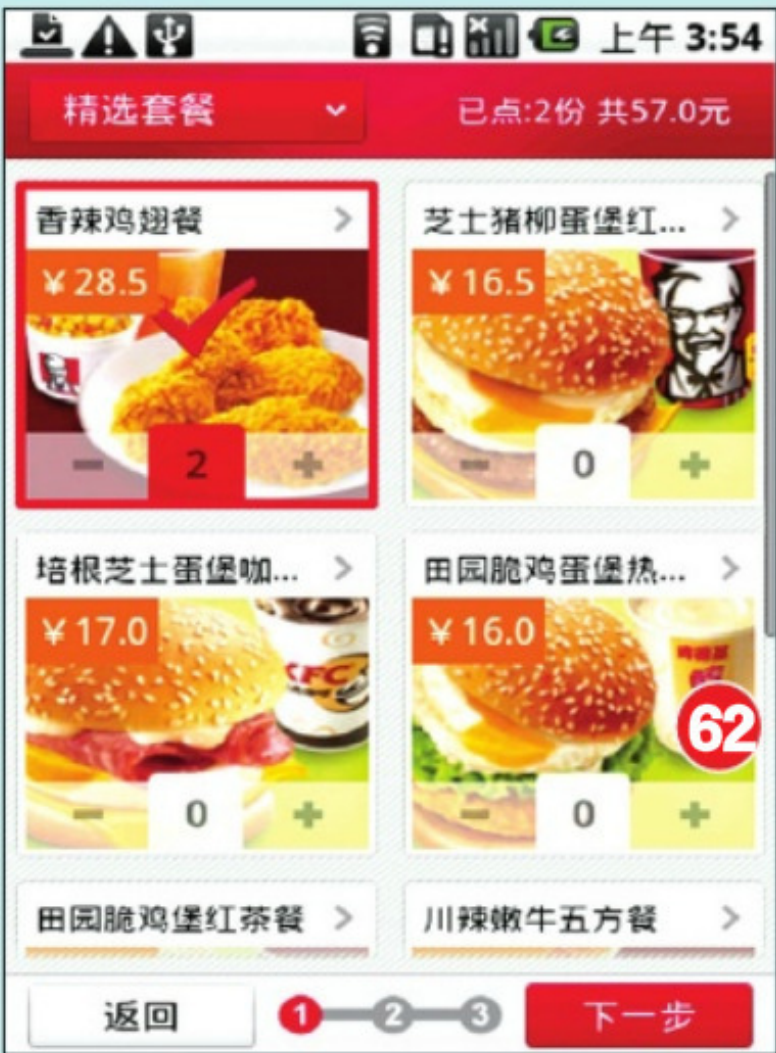 上午 3:54
精选套餐
已点:2份 共57.0元
香辣鸡翅餐
¥28.5
2
芝士猪柳蛋堡红...
¥16.5
0
培根芝士蛋堡咖...
¥17.0
KFC
0
田园脆鸡蛋堡热...
¥16.0
62
0
田园脆鸡堡红茶餐
川辣嫩牛五方餐
返回
1 2 3
下一步